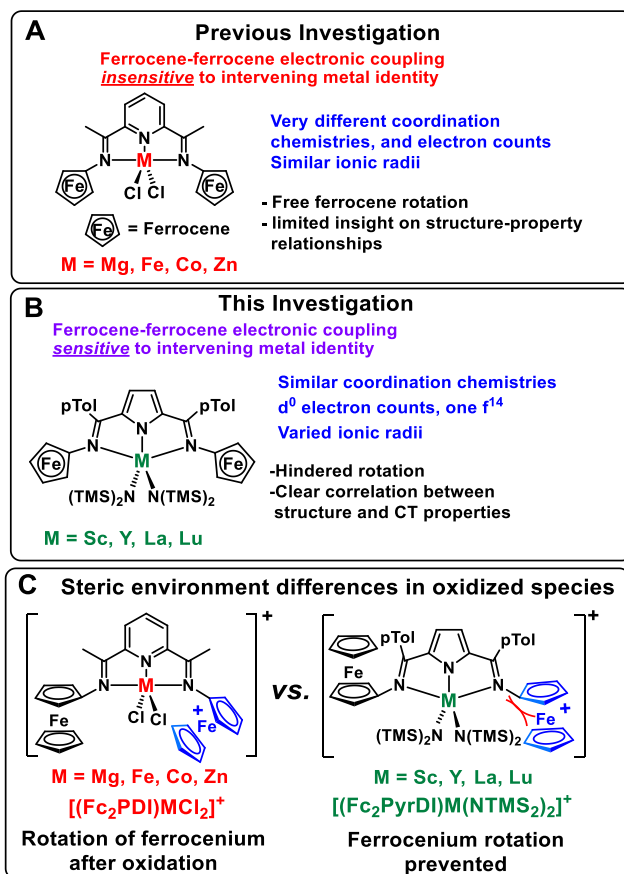 A
Previous Investigation
Ferrocene-ferrocene electronic coupling
insensitive to intervening metal identity
N
N
M
N
Cl
Cl
Fe
Fe
Fe = Ferrocene
M = Mg, Fe, Co, Zn
Very different coordination
chemistries, and electron counts
Similar ionic radii
- Free ferrocene rotation
- limited insight on structure-property
relationships
B
This Investigation
Ferrocene-ferrocene electronic coupling
sensitive to intervening metal identity
pTol
pTol
N
N
N
M
Fe
Fe
(TMS)2N
N(TMS)2
M = Sc, Y, La, Lu
Similar coordination chemistries
d0 electron counts, one f14
Varied ionic radii
-Hindered rotation
-Clear correlation between
structure and CT properties
C
Steric environment differences in oxidized species
+
N
N
M
N
Cl
Cl
Fe
Fe
+
vs.
+
pTol
pTol
N
N
N
M
Fe
Fe
+
(TMS)2N
N(TMS)2
M = Mg, Fe, Co, Zn
[(Fc2PDI)MCl2]+
Rotation of ferrocenium
after oxidation
M = Sc, Y, La, Lu
[(Fc2PyrDI)M(NTMS2)2]+
Ferrocenium rotation
prevented